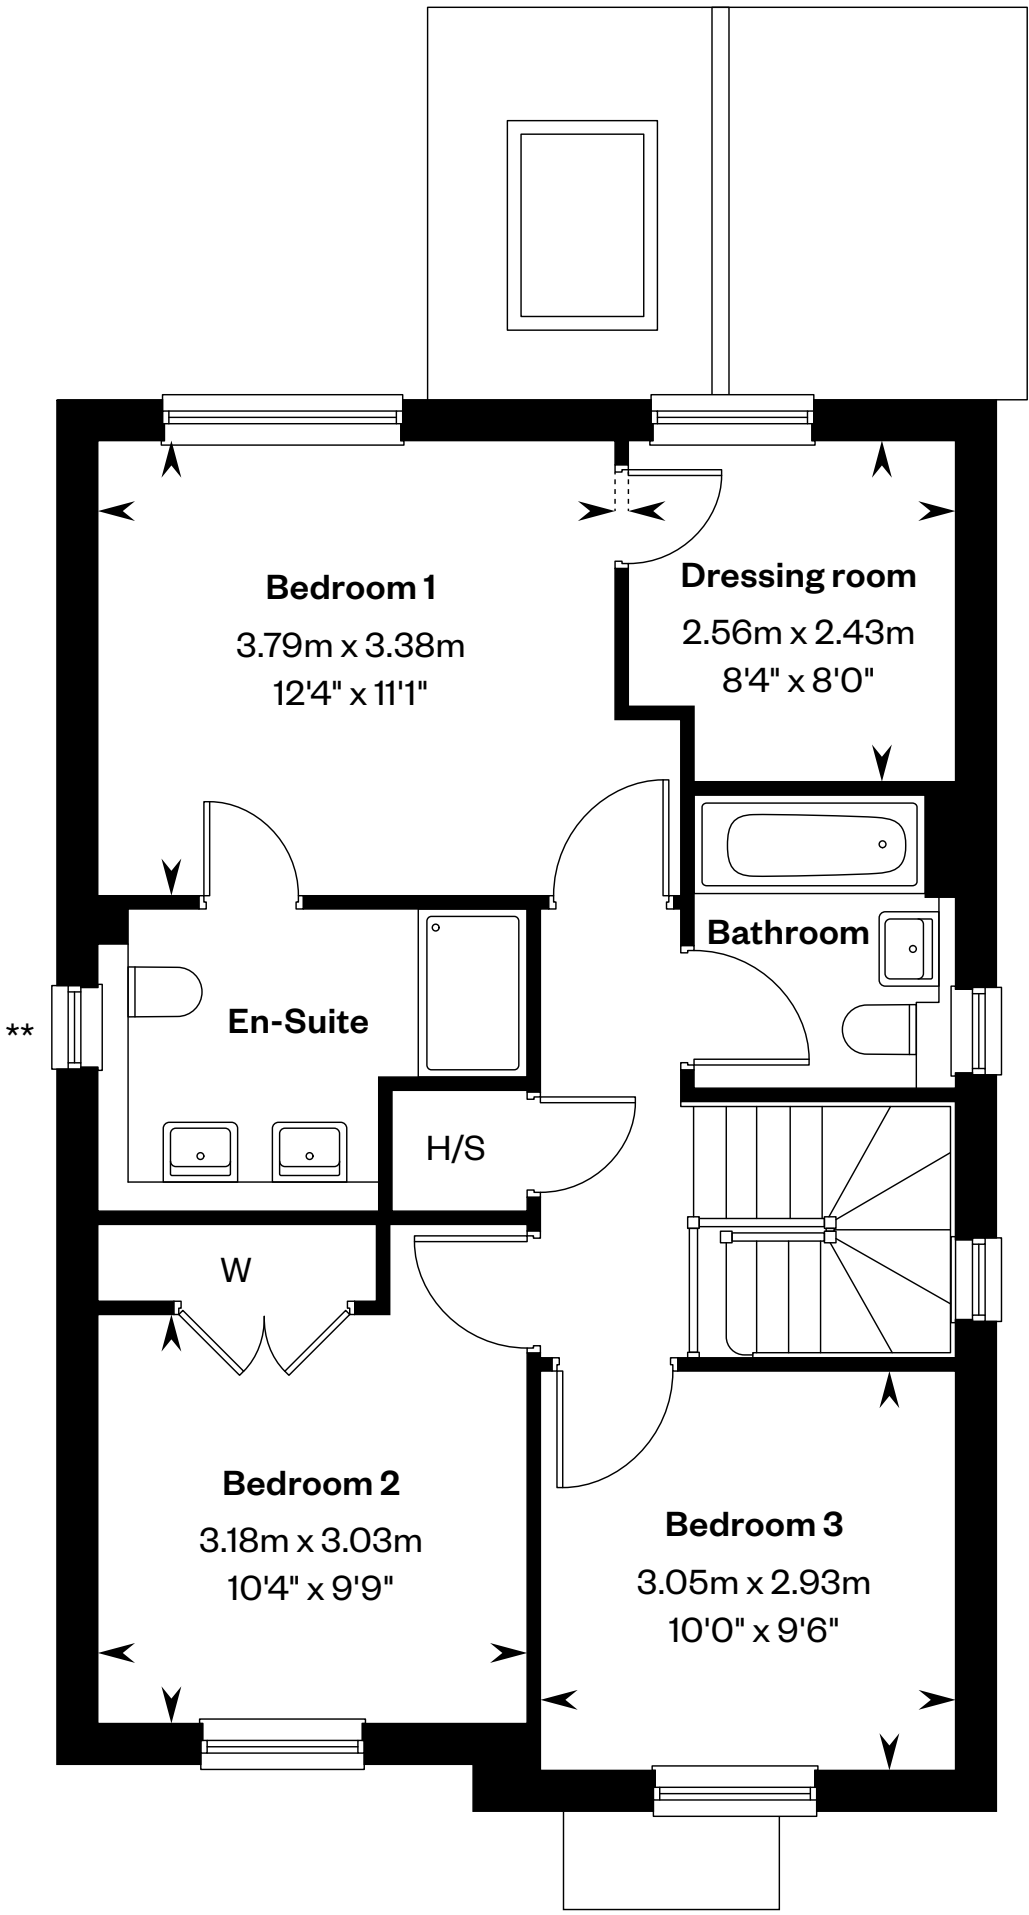 Bedroom 1
3.79m x 3.38m
12'4" x 11'1"
Dressing room
2.56m x 2.43m
8'4" x 8'0"
Bathroom
**
En-Suite
H/S
W
Bedroom 2
3.18m x 3.03m
10'4" x 9'9"
Bedroom 3
3.05m x 2.93m
10'0" x 9'6"